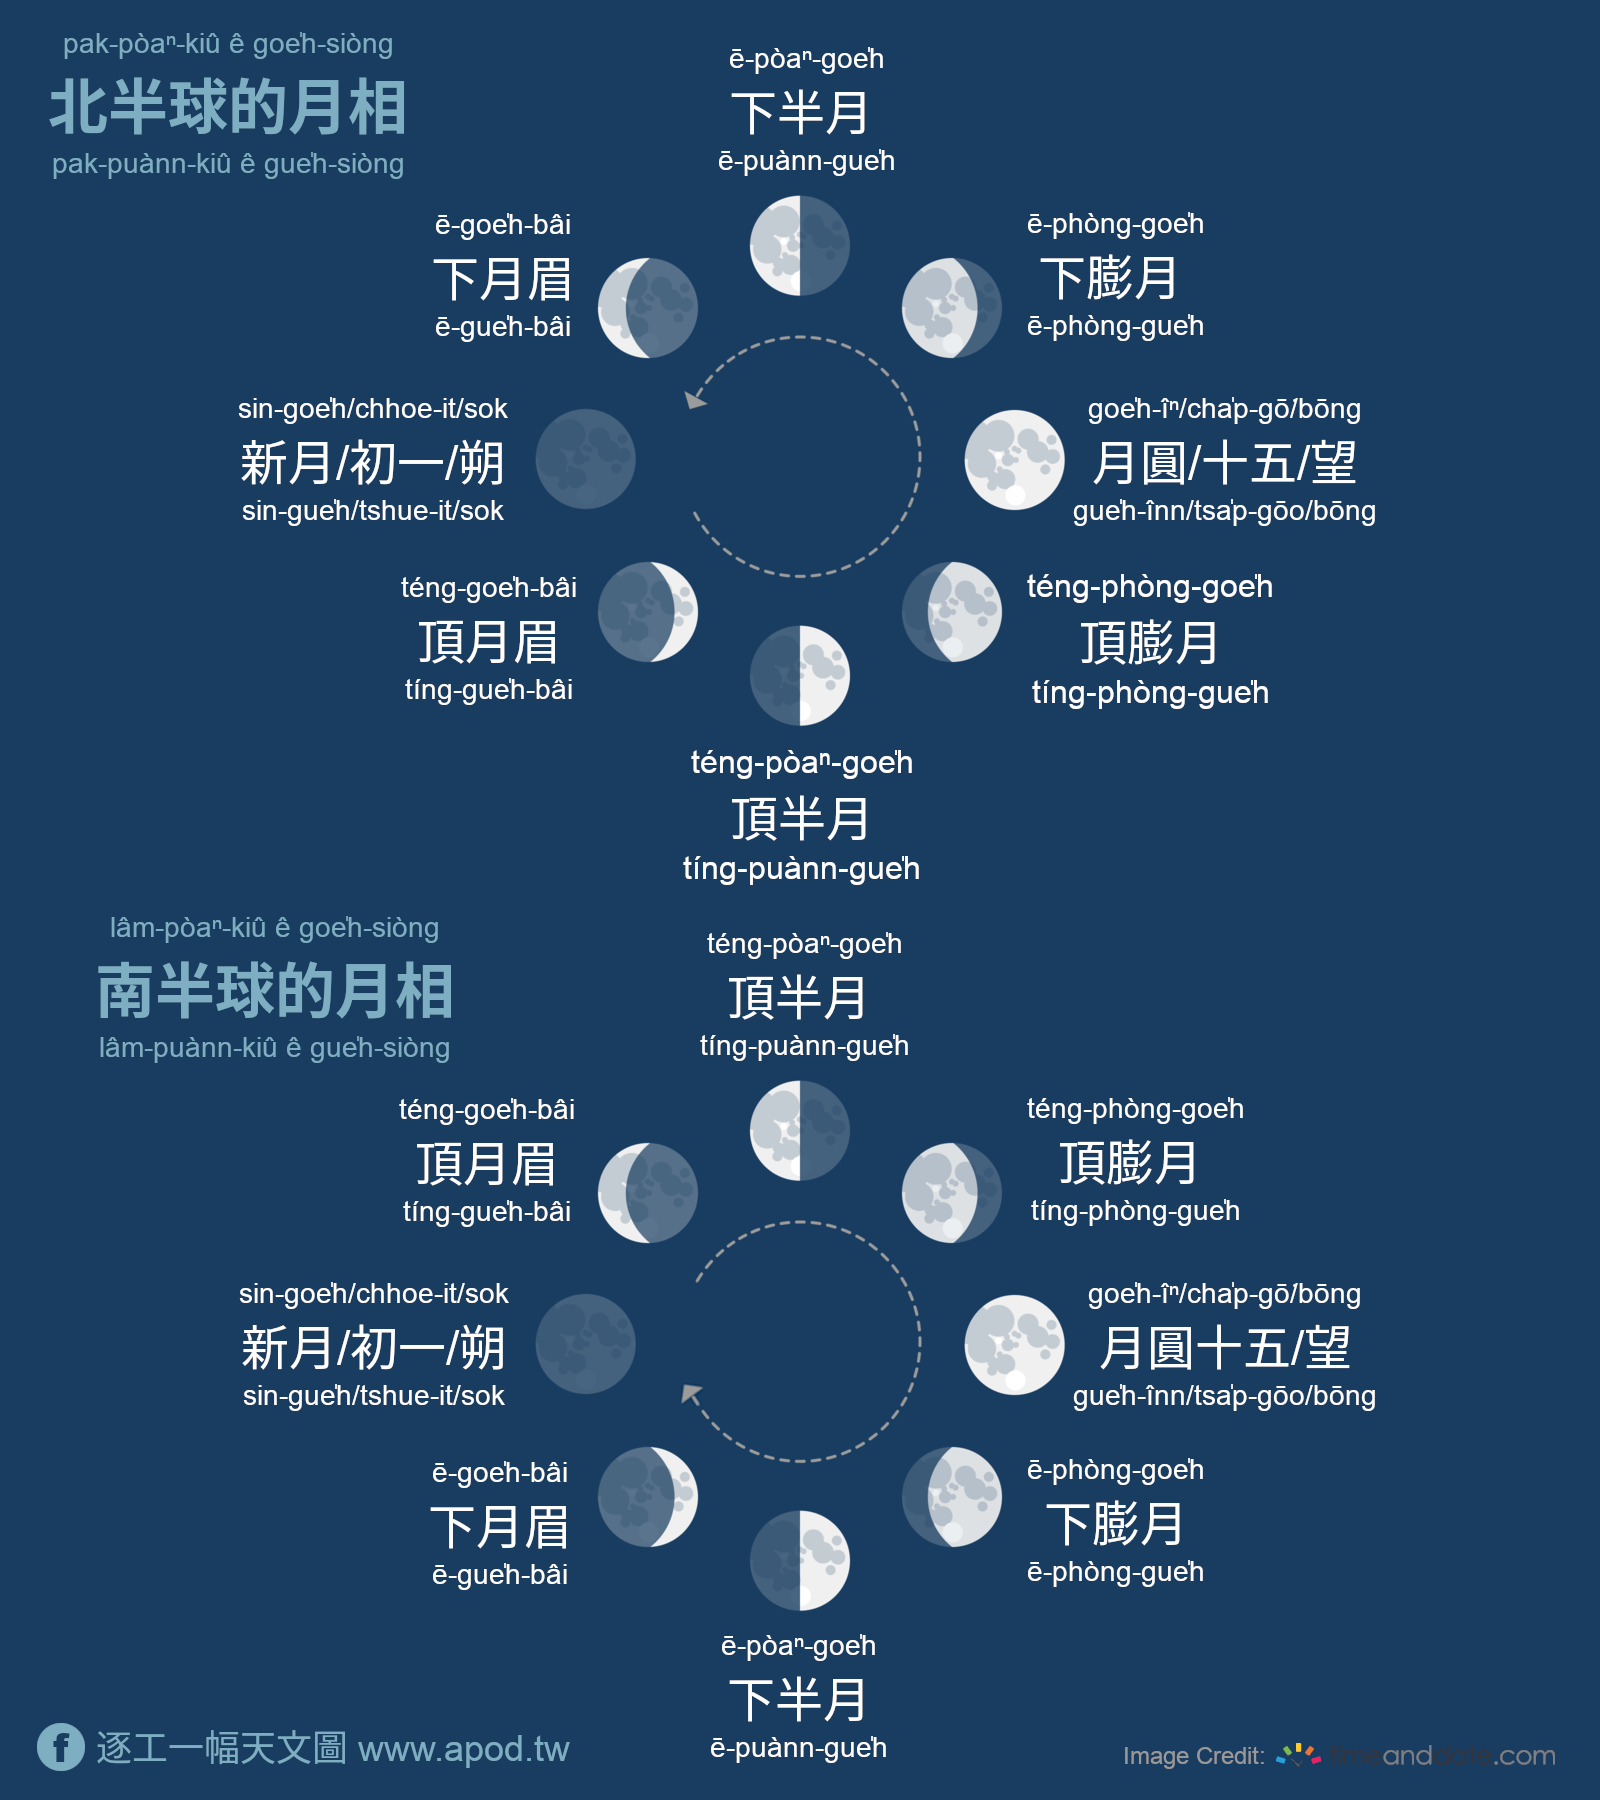 pak-pòaⁿ-kiû ê goe̍h-siòng
北半球的月相
pak-puànn-kiû ê gue̍h-siòng
ē-pòaⁿ-goe̍h
下半月
ē-puànn-gue̍h
ē-goe̍h-bâi
下月眉
ē-gue̍h-bâi
ē-phòng-goe̍h
下膨月
ē-phòng-gue̍h
sin-goe̍h/chhoe-it/sok
新月/初一/朔
sin-gue̍h/tshue-it/sok
goe̍h-îⁿ/cha̍p-gō͘/bōng
月圓/十五/望
gue̍h-înn/tsa̍p-gōo/bōng
téng-goe̍h-bâi
頂月眉
tíng-gue̍h-bâi
téng-phòng-goe̍h
頂膨月
tíng-phòng-gue̍h
téng-pòaⁿ-goe̍h
頂半月
tíng-puànn-gue̍h
lâm-pòaⁿ-kiû ê goe̍h-siòng
南半球的月相
lâm-puànn-kiû ê gue̍h-siòng
téng-pòaⁿ-goe̍h
頂半月
tíng-puànn-gue̍h
téng-goe̍h-bâi
頂月眉
tíng-gue̍h-bâi
téng-phòng-goe̍h
頂膨月
tíng-phòng-gue̍h
sin-goe̍h/chhoe-it/sok
新月/初一/朔
sin-gue̍h/tshue-it/sok
goe̍h-îⁿ/cha̍p-gō͘/bōng
月圓十五/望
gue̍h-înn/tsa̍p-gōo/bōng
ē-goe̍h-bâi
下月眉
ē-gue̍h-bâi
ē-phòng-goe̍h
下膨月
ē-phòng-gue̍h
ē-pòaⁿ-goe̍h
下半月
ē-puànn-gue̍h
逐工一幅天文圖 www.apod.tw
Image Credit: timeanddate.com